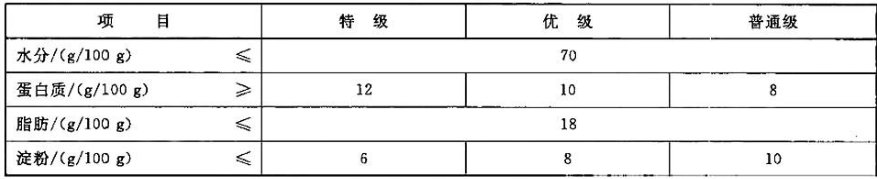 项 目 特 级 优 级 普通级
水分/(g/100 g) ≤ 70
蛋白质/(g/100 g) ≥ 12 10 8
脂肪/(g/100 g) ≤ 18
淀粉/(g/100 g) ≤ 6 8 10